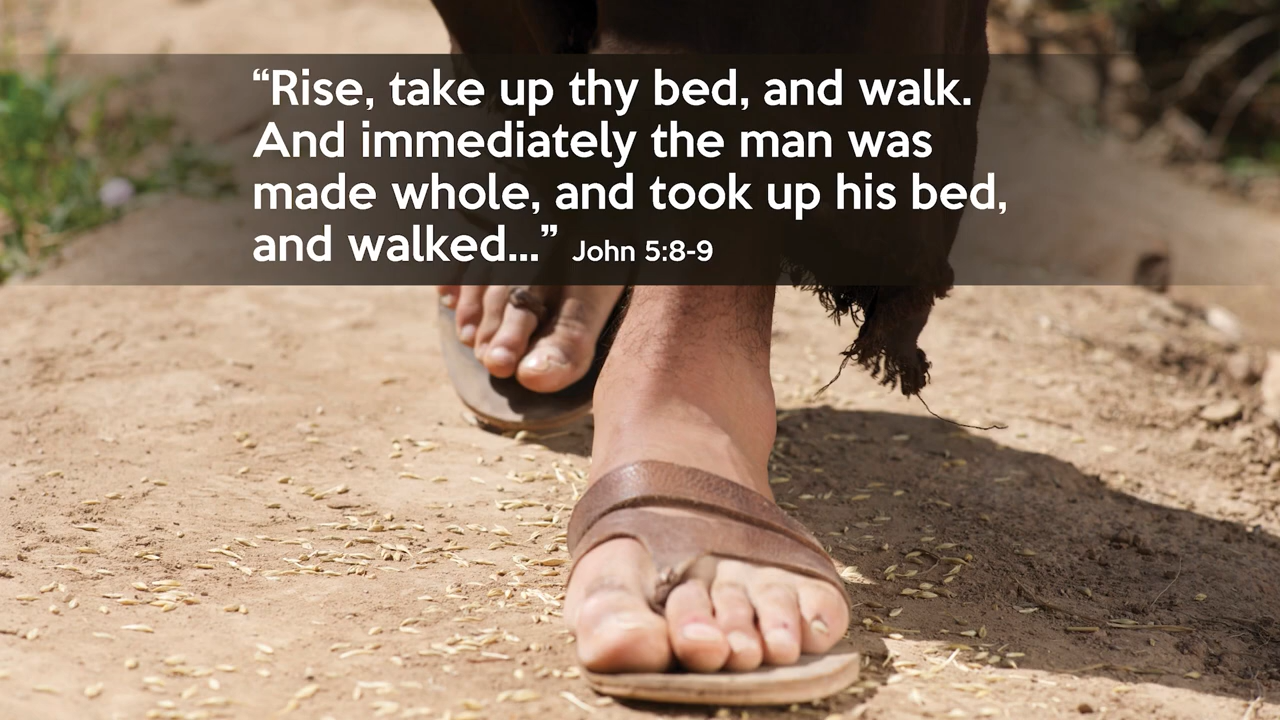 “Rise, take up thy bed, and walk.
And immediately the man was
made whole, and took up his bed,
and walked...” John 5:8-9